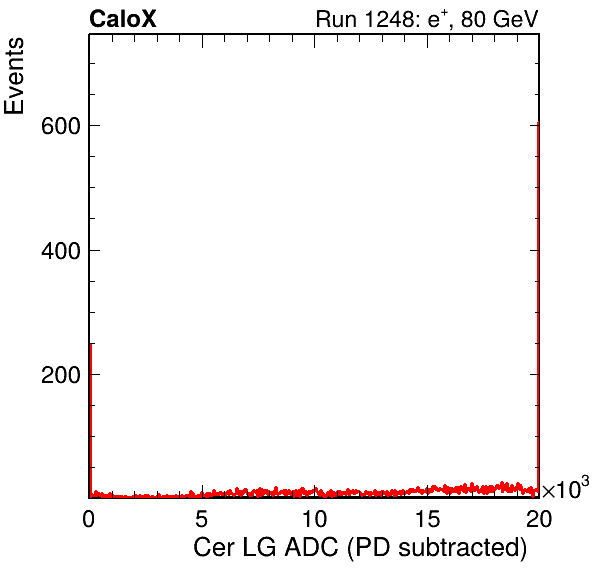 CaloX Run 1248: e⁺, 80 GeV
Events
600
400
200
0 5 10 15 20 ×10³
Cer LG ADC (PD subtracted)